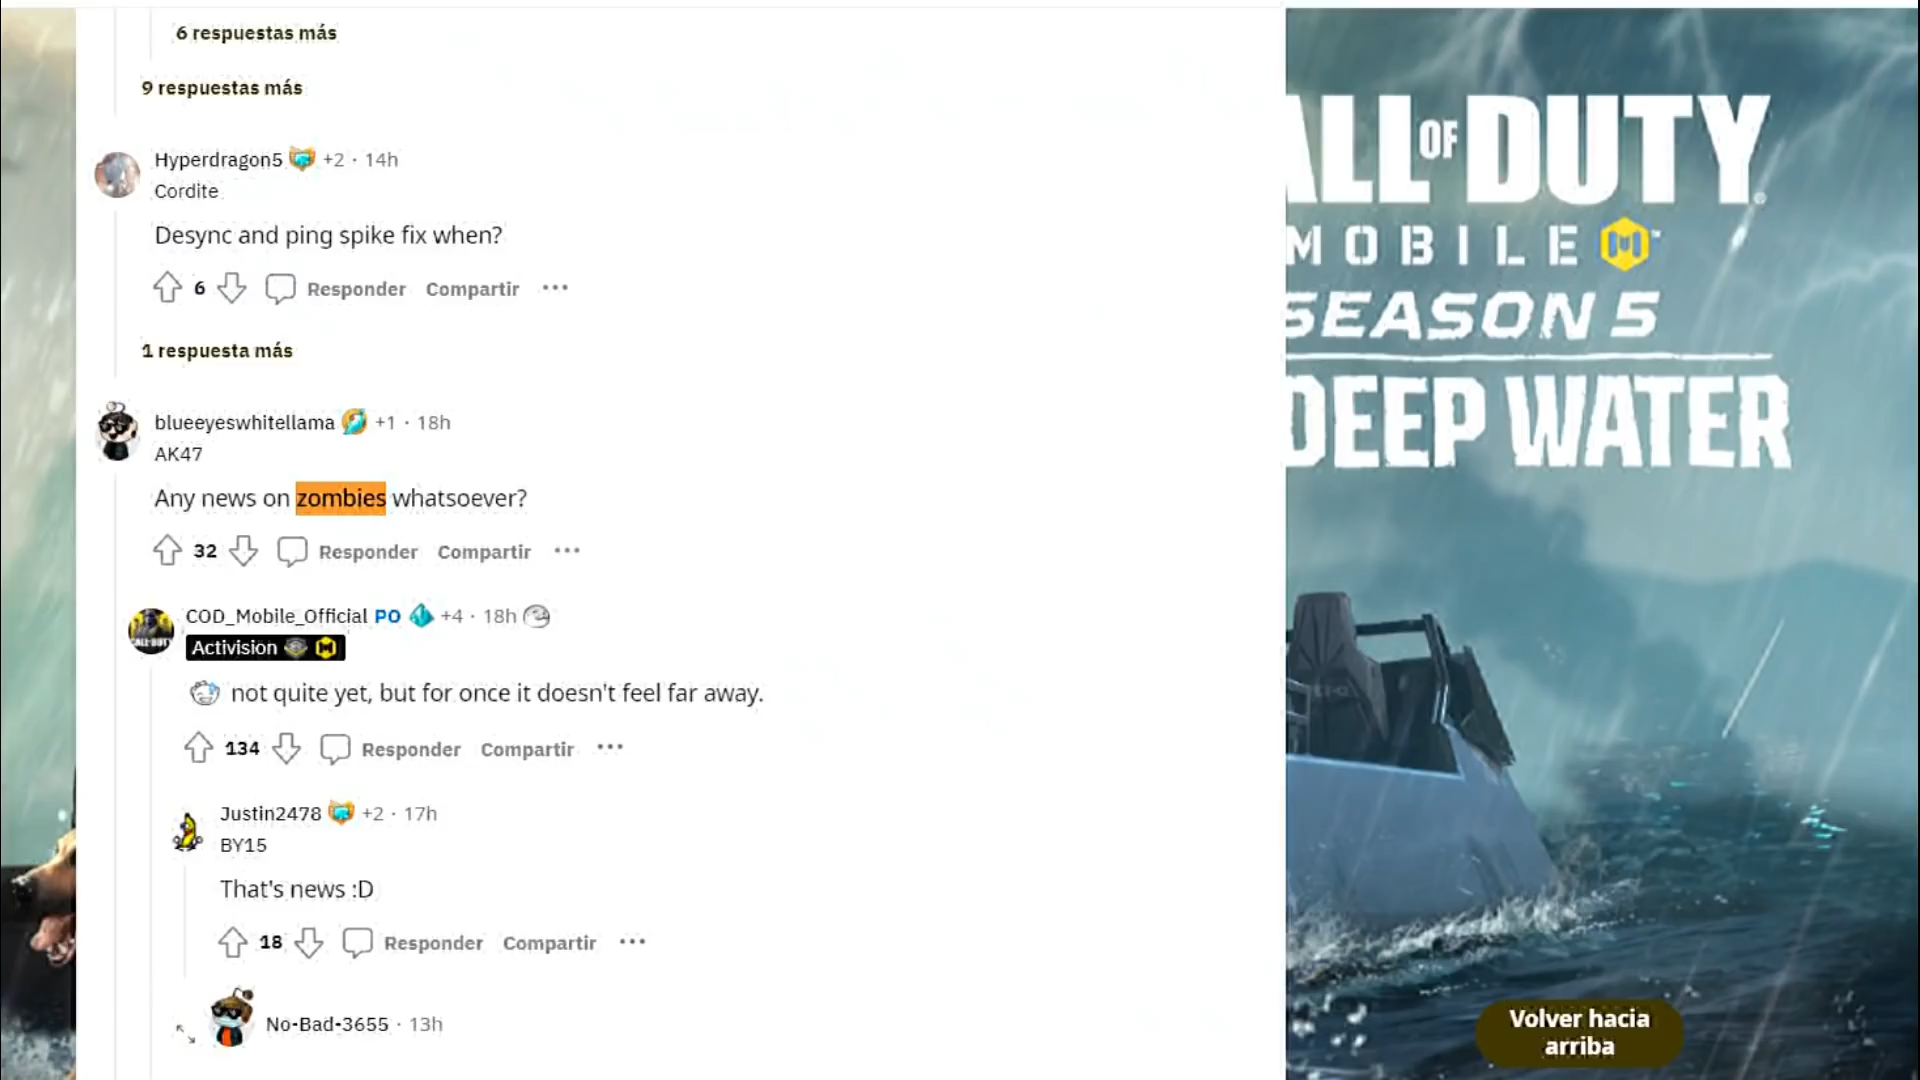 6 respuestas más
9 respuestas más
Hyperdragon5 +2 · 14h
Cordite
Desync and ping spike fix when?
6 Responder Compartir ···
1 respuesta más
blueeyeswhitellama +1 · 18h
AK47
Any news on zombies whatsoever?
32 Responder Compartir ···
COD_Mobile_Official PO +4 · 18h
Activision
not quite yet, but for once it doesn't feel far away.
134 Responder Compartir ···
Justin2478 +2 · 17h
BY15
That's news :D
18 Responder Compartir ···
No-Bad-3655 · 13h
ALL OF DUTY
MOBILE
SEASON 5
DEEP WATER
Volver hacia
arriba